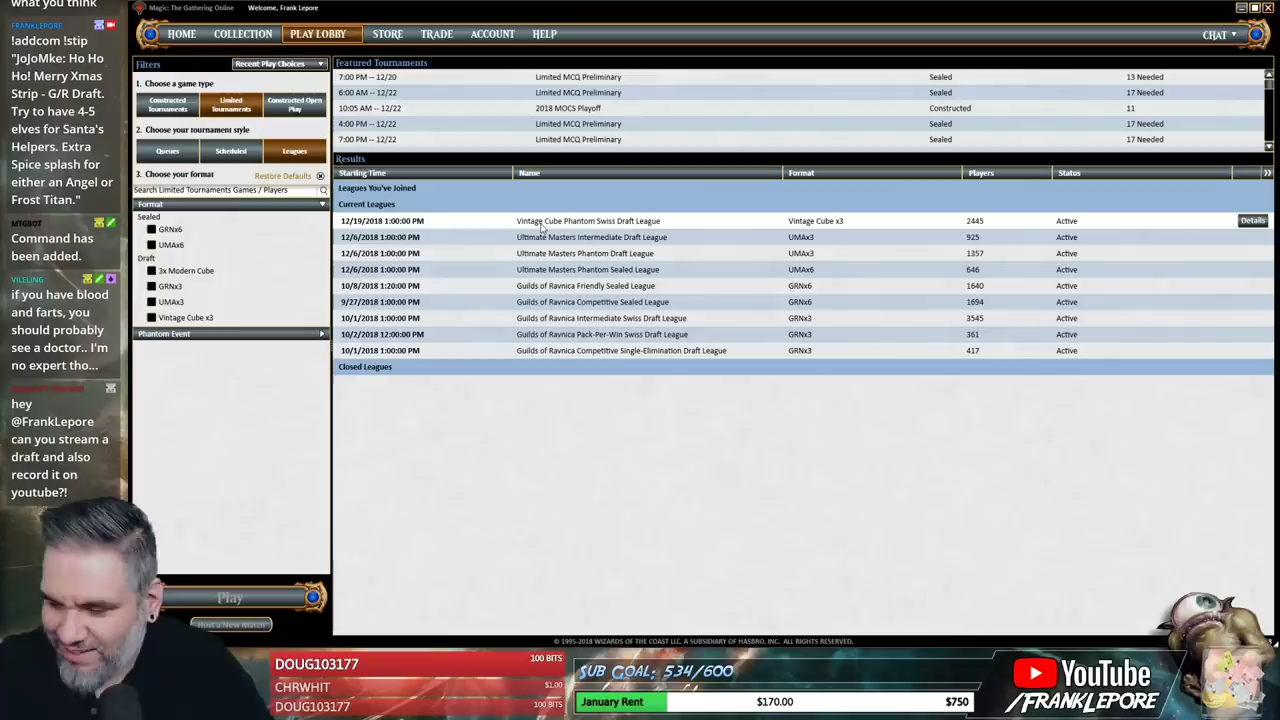 what you think
FRANKLEPORE
!addcom !stip
"JoJoMke: Ho Ho
Ho! Merry Xmas
Strip - G/R Draft.
Try to take 4-5
elves for Santa's
Helpers. Extra
Spice splash for
either an Angel or
Frost Titan."
MTGBOT
Command has
been added.
VILELING
if you have blood
and farts, you
should probably
see a doctor.. I'm
no expert tho...
hey
@FrankLepore
can you stream a
draft and also
record it on
youtube?!
Magic: The Gathering Online
Welcome, Frank Lepore
HOME
COLLECTION
PLAY LOBBY
STORE
TRADE
ACCOUNT
HELP
CHAT
Filters
Recent Play Choices
1. Choose a game type
Constructed Tournaments
Limited Tournaments
Constructed Open Play
2. Choose your tournament style
Queues
Scheduled
Leagues
3. Choose your format
Restore Defaults
Search Limited Tournaments Games / Players
Format
Sealed
GRNx6
UMAx6
Draft
3x Modern Cube
GRNx3
UMAx3
Vintage Cube x3
Phantom Event
Play
Host a New Match
Featured Tournaments
7:00 PM -- 12/20 Limited MCQ Preliminary Sealed 13 Needed
6:00 AM -- 12/22 Limited MCQ Preliminary Sealed 17 Needed
10:05 AM -- 12/22 2018 MOCS Playoff Constructed 11
4:00 PM -- 12/22 Limited MCQ Preliminary Sealed 17 Needed
7:00 PM -- 12/22 Limited MCQ Preliminary Sealed 17 Needed
Results
Starting Time Name Format Players Status
Leagues You've Joined
Current Leagues
12/19/2018 1:00:00 PM Vintage Cube Phantom Swiss Draft League Vintage Cube x3 2445 Active Details
12/6/2018 1:00:00 PM Ultimate Masters Intermediate Draft League UMAx3 925 Active
12/6/2018 1:00:00 PM Ultimate Masters Phantom Draft League UMAx3 1357 Active
12/6/2018 1:00:00 PM Ultimate Masters Phantom Sealed League UMAx6 646 Active
10/8/2018 1:20:00 PM Guilds of Ravnica Friendly Sealed League GRNx6 1640 Active
9/27/2018 1:00:00 PM Guilds of Ravnica Competitive Sealed League GRNx6 1694 Active
10/1/2018 1:00:00 PM Guilds of Ravnica Intermediate Swiss Draft League GRNx3 3545 Active
10/2/2018 12:00:00 PM Guilds of Ravnica Pack-Per-Win Swiss Draft League GRNx3 361 Active
10/1/2018 1:00:00 PM Guilds of Ravnica Competitive Single-Elimination Draft League GRNx3 417 Active
Closed Leagues
© 1995-2018 WIZARDS OF THE COAST LLC, A SUBSIDIARY OF HASBRO, INC. ALL RIGHTS RESERVED.
DOUG103177 100 BITS
CHRWHIT $1.00
DOUG103177 100 BITS
SUB GOAL: 534/600
January Rent $170.00 $750
YouTube
/FRANKLEPORE